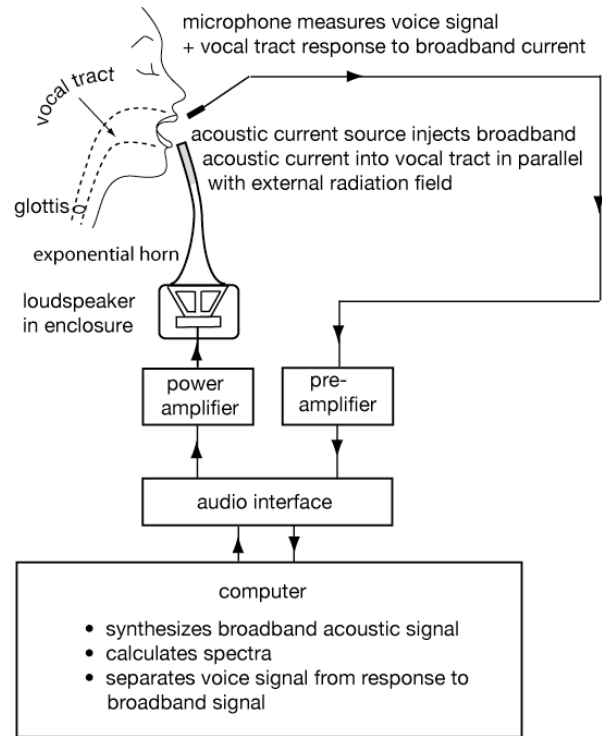 microphone measures voice signal
+ vocal tract response to broadband current
vocal tract
acoustic current source injects broadband
acoustic current into vocal tract in parallel
with external radiation field
glottis
exponential horn
loudspeaker
in enclosure
power
amplifier
pre-
amplifier
audio interface
computer
• synthesizes broadband acoustic signal
• calculates spectra
• separates voice signal from response to
broadband signal